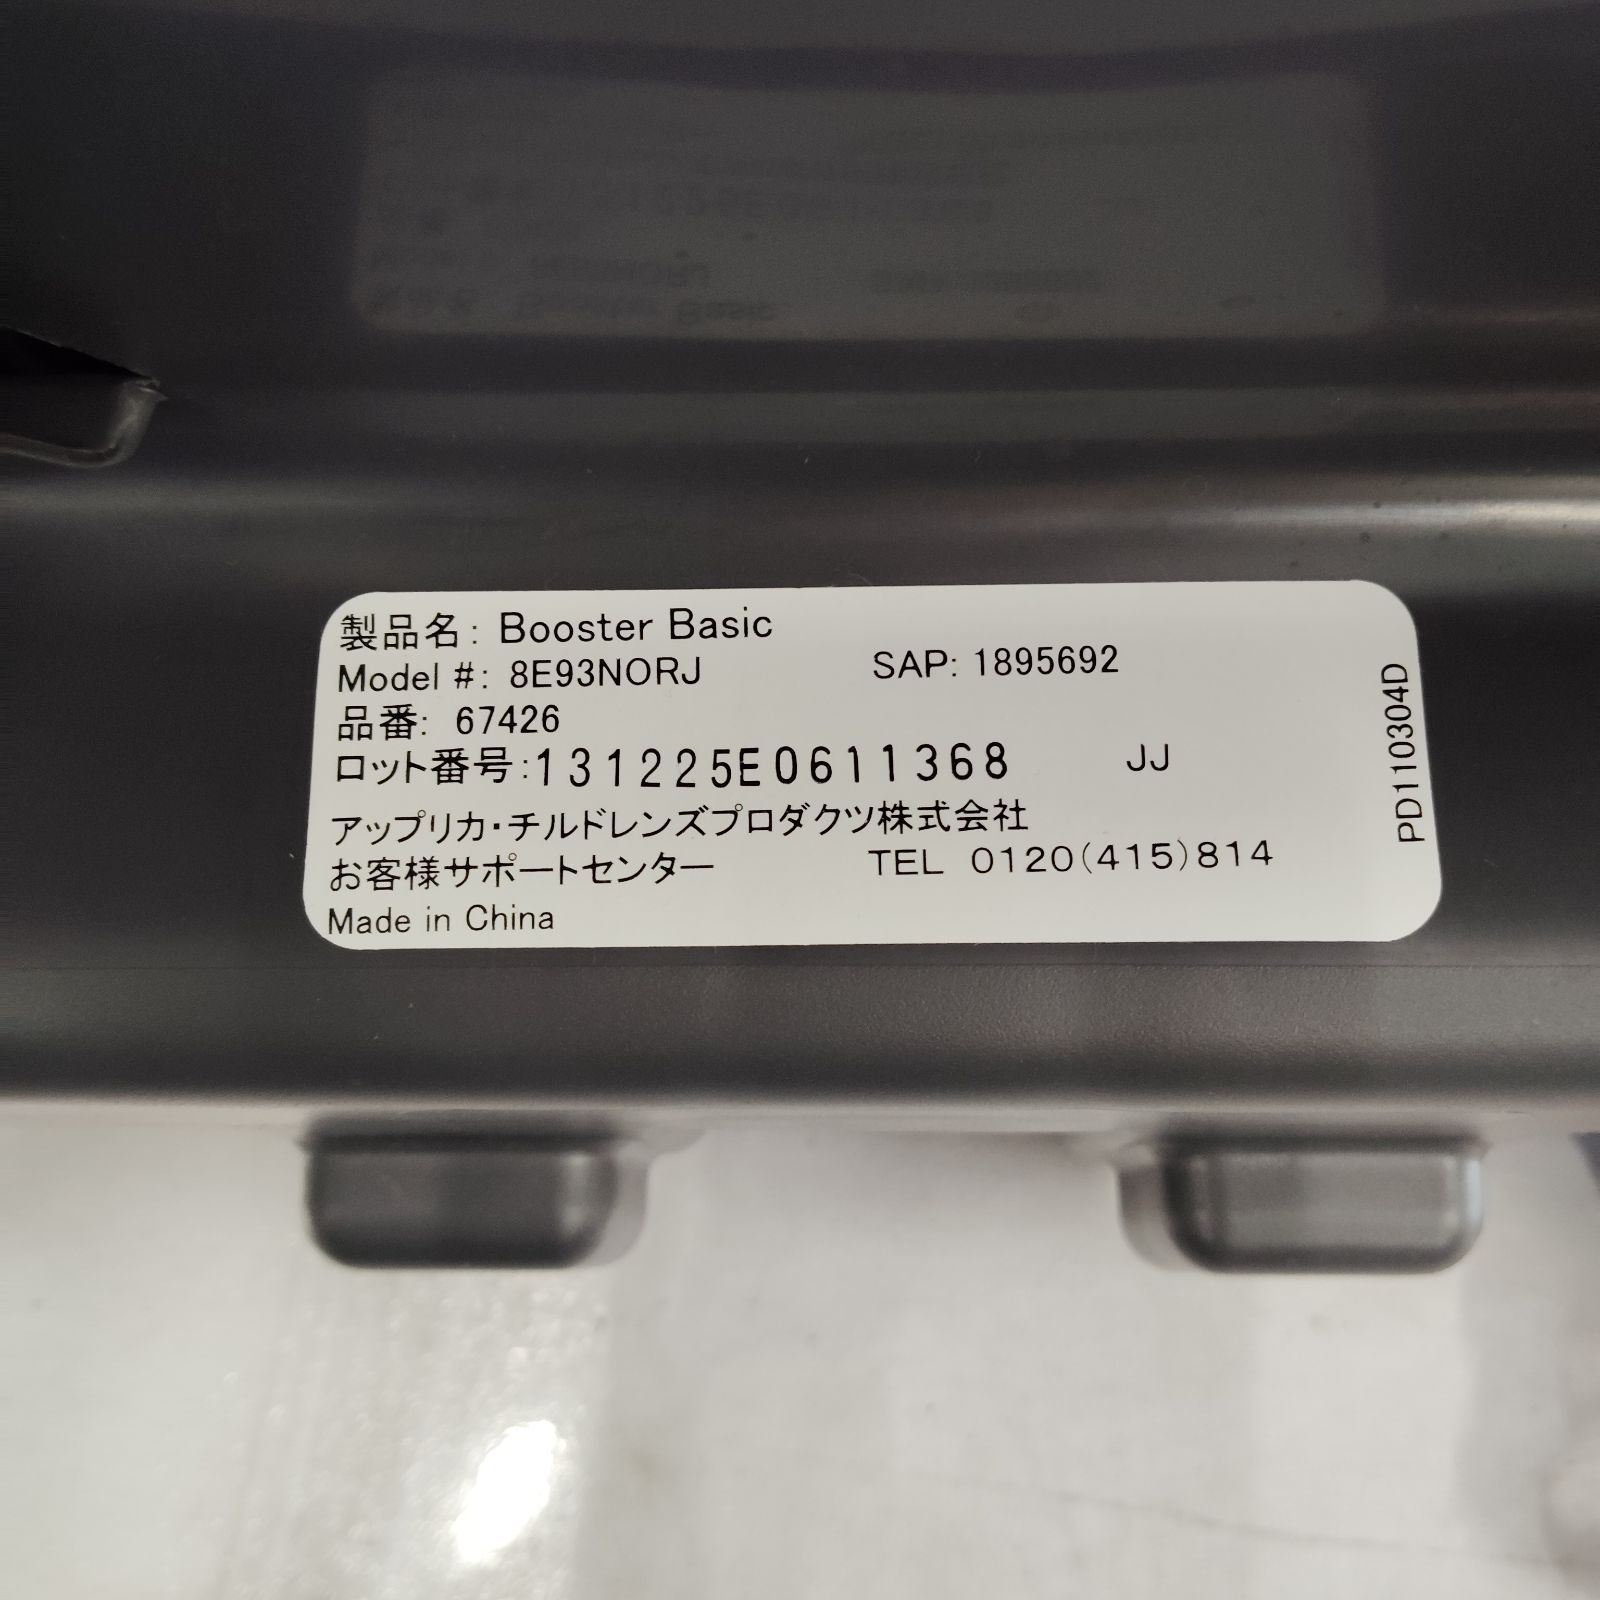 製品名: Booster Basic
Model #: 8E93NORJ SAP: 1895692
品番: 67426
ロット番号:131225E0611368 JJ
アップリカ・チルドレンズプロダクツ株式会社
お客様サポートセンター TEL 0120(415)814
Made in China
PD110304D